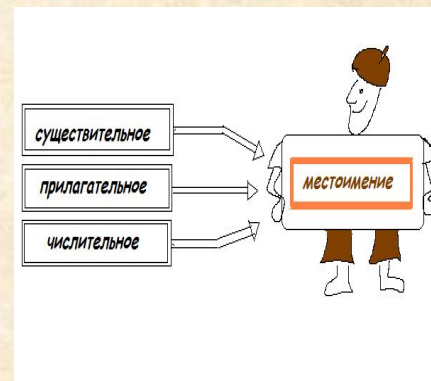 существительное
прилагательное
числительное
местоимение